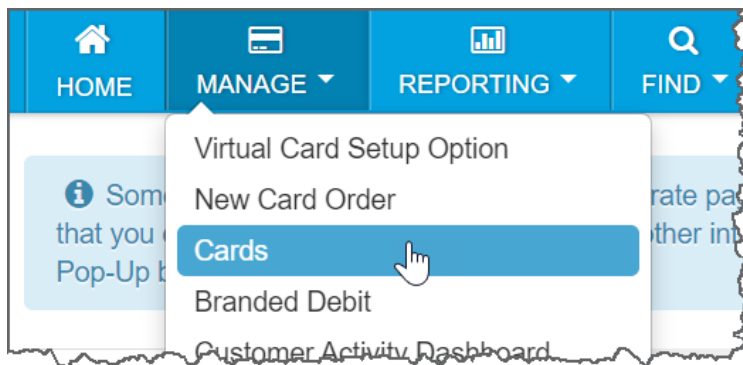 HOME MANAGE REPORTING FIND
Virtual Card Setup Option
Som rate pa
New Card Order
that you other int
Cards
Pop-Up b
Branded Debit
Customer Activity Dashboard